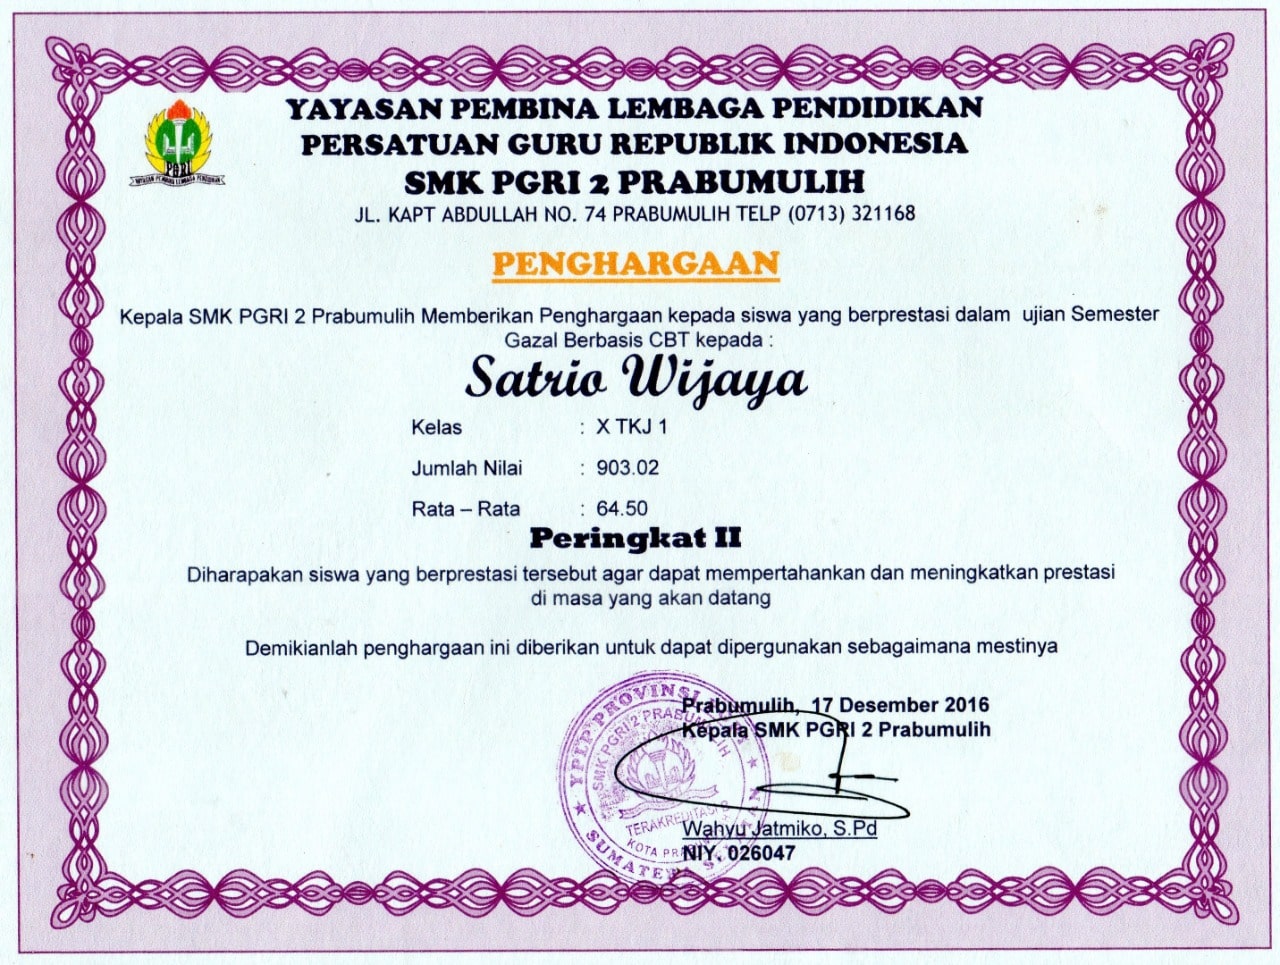 YAYASAN PEMBINA LEMBAGA PENDIDIKAN
PERSATUAN GURU REPUBLIK INDONESIA
SMK PGRI 2 PRABUMULIH
JL. KAPT ABDULLAH NO. 74 PRABUMULIH TELP (0713) 321168
PGRI
YAYASAN PEMBINA LEMBAGA PENDIDIKAN
PENGHARGAAN
Kepala SMK PGRI 2 Prabumulih Memberikan Penghargaan kepada siswa yang berprestasi dalam ujian Semester
Gazal Berbasis CBT kepada :
Satrio Wijaya
Kelas : X TKJ 1
Jumlah Nilai : 903.02
Rata – Rata : 64.50
Peringkat II
Diharapakan siswa yang berprestasi tersebut agar dapat mempertahankan dan meningkatkan prestasi
di masa yang akan datang
Demikianlah penghargaan ini diberikan untuk dapat dipergunakan sebagaimana mestinya
Prabumulih, 17 Desember 2016
Kepala SMK PGRI 2 Prabumulih
Wahyu Jatmiko, S.Pd
NIY. 026047
YPLP PROVINSI
SUMATERA SELATAN
SMK PGRI 2 PRABUMULIH
TERAKREDITASI B
KOTA